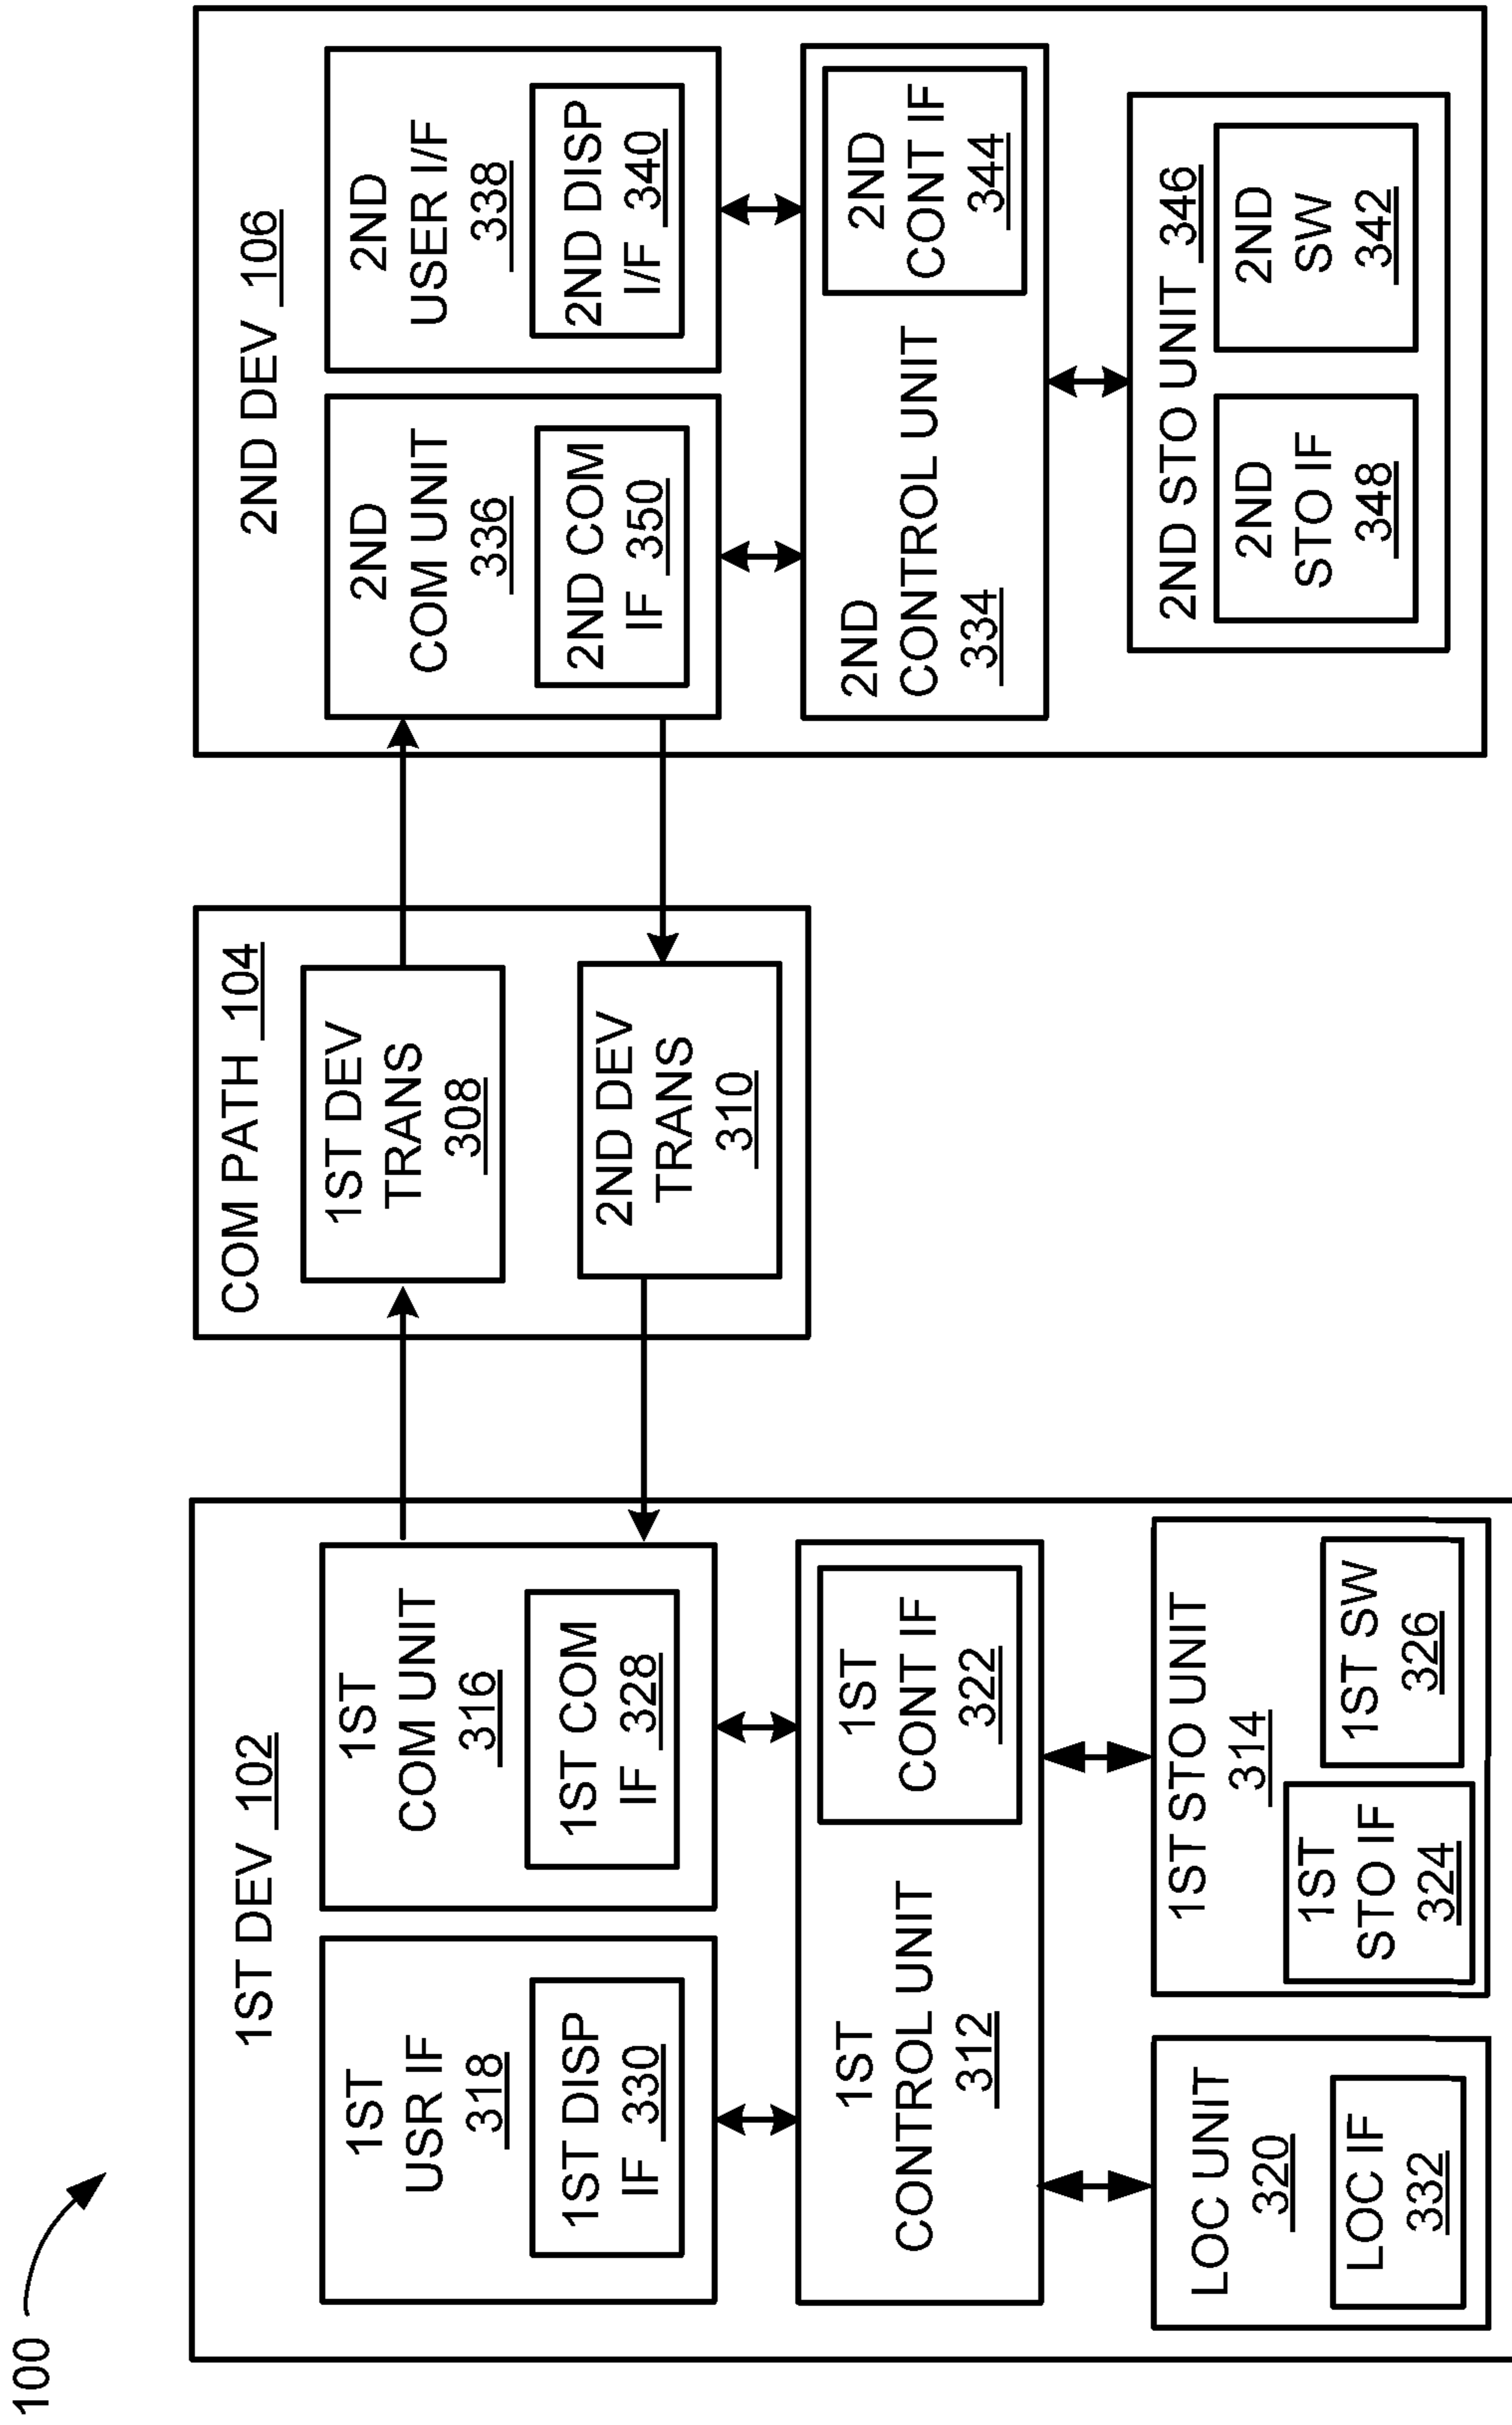 100
1ST DEV 102
1ST
USR IF
318
1ST DISP
IF 330
1ST
COM UNIT
316
1ST COM
IF 328
1ST
CONTROL UNIT
312
1ST
CONT IF
322
LOC UNIT
320
LOC IF
332
1ST STO UNIT
314
1ST
STO IF
324
1ST SW
326
COM PATH 104
1ST DEV
TRANS
308
2ND DEV
TRANS
310
2ND DEV 106
2ND
COM UNIT
336
2ND COM
IF 350
2ND
USER I/F
338
2ND DISP
I/F 340
2ND
CONTROL UNIT
334
2ND
CONT IF
344
2ND STO UNIT 346
2ND
STO IF
348
2ND
SW
342